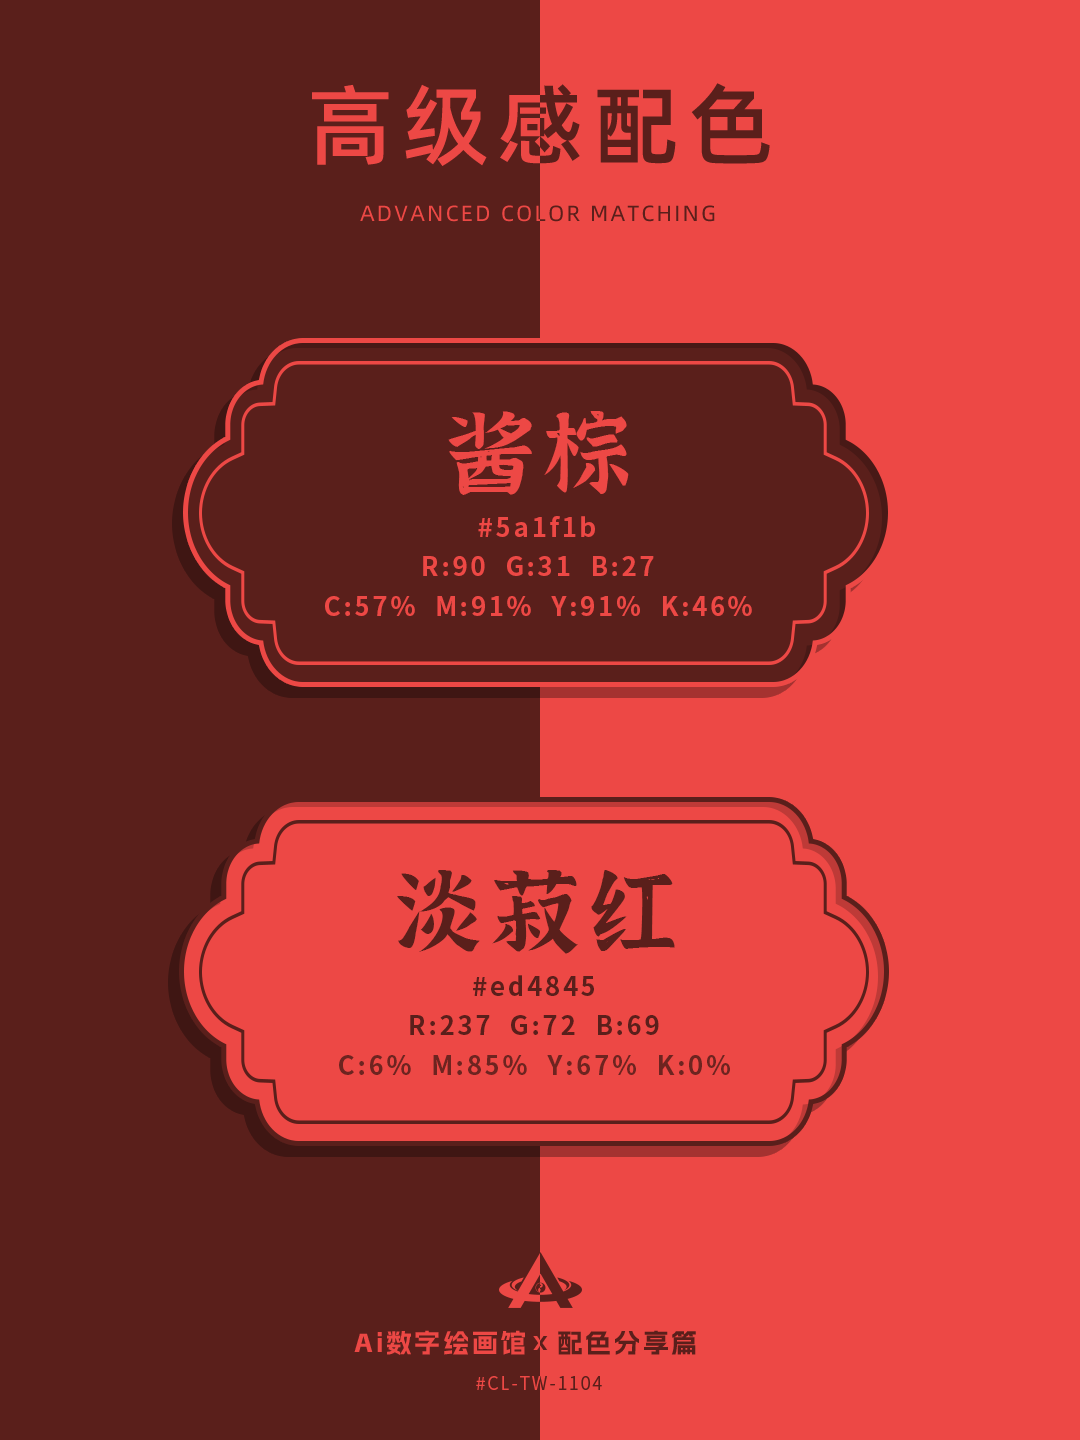 高级感配色
ADVANCED COLOR MATCHING
酱棕
#5a1f1b
R:90 G:31 B:27
C:57% M:91% Y:91% K:46%
淡菽红
#ed4845
R:237 G:72 B:69
C:6% M:85% Y:67% K:0%
Ai数字绘画馆 x 配色分享篇
#CL-TW-1104